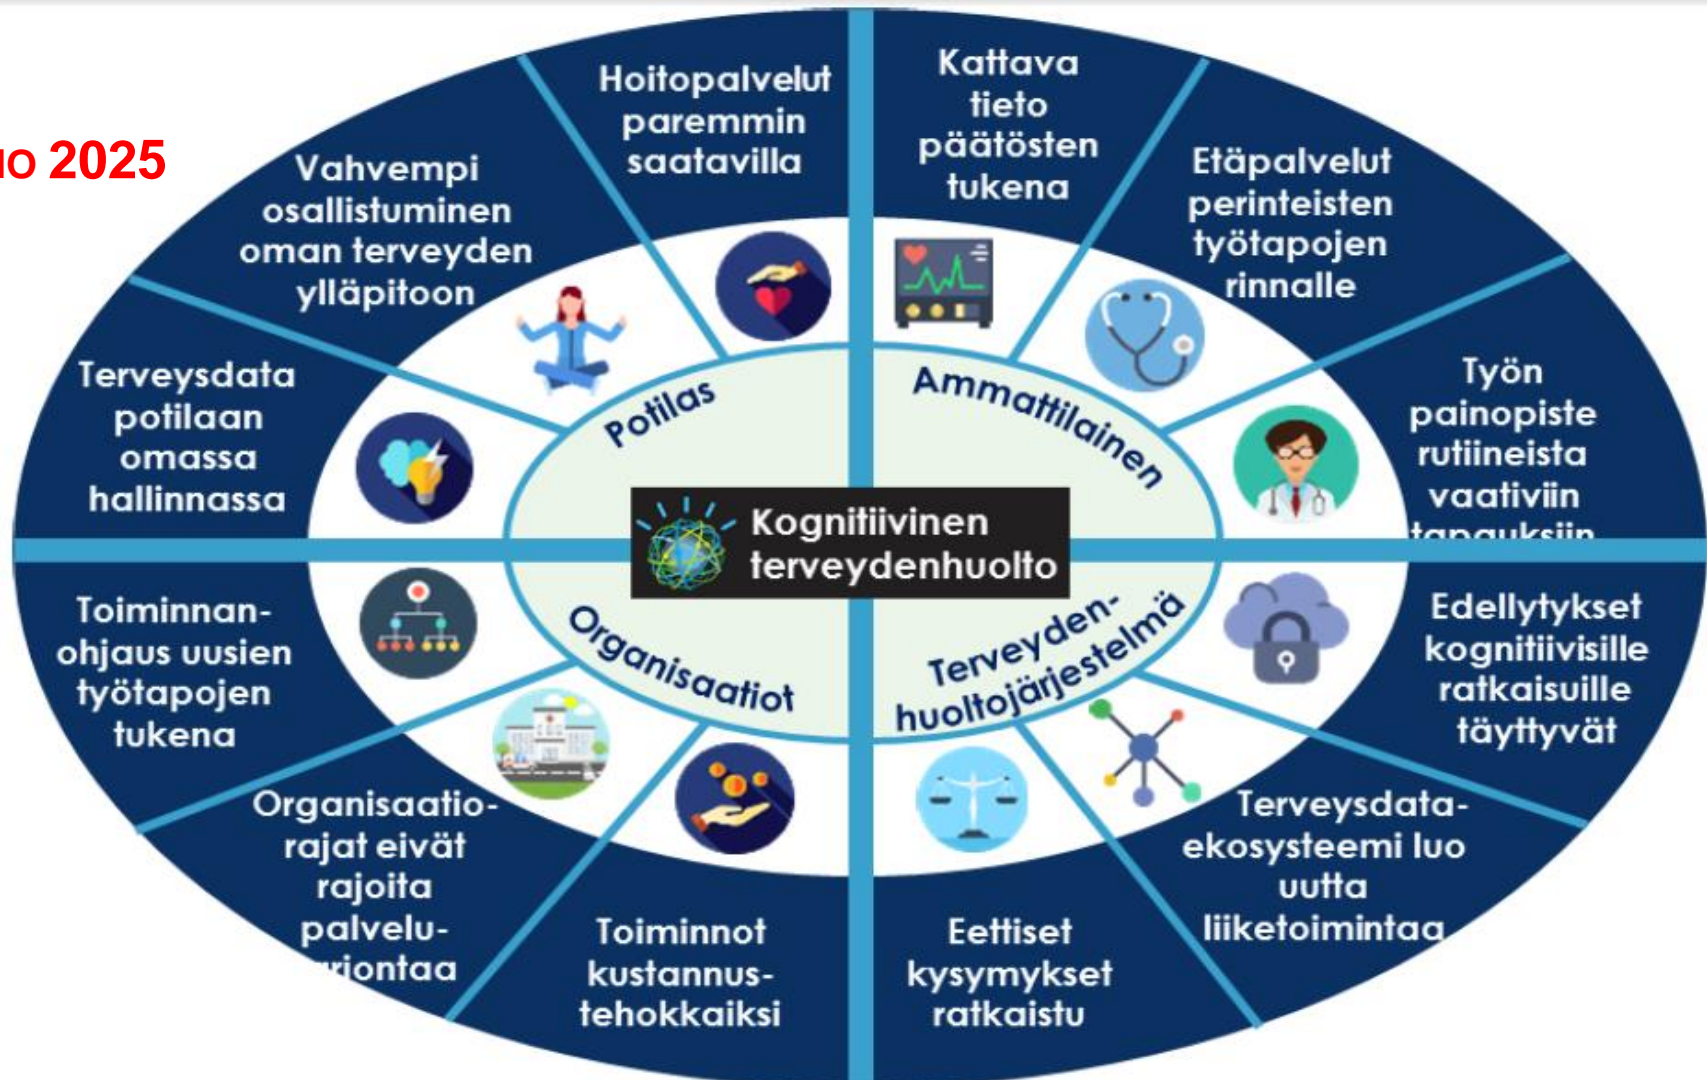 2025
Hoitopalvelut
paremmin
saatavilla
Kattava
tieto
päätösten
tukena
Vahvempi
osallistuminen
oman terveyden
ylläpitoon
Etäpalvelut
perinteisten
työtapojen
rinnalle
Terveysdata
potilaan
omassa
hallinnassa
Työn
painopiste
rutiineista
vaativiin
tapauksiin
Potilas
Ammattilainen
Kognitiivinen
terveydenhuolto
Organisaatiot
Terveyden-
huoltojärjestelmä
Toiminnan-
ohjaus uusien
työtapojen
tukena
Edellytykset
kognitiivisille
ratkaisuille
täyttyvät
Organisaatio-
rajat eivät
rajoita
palvelu-
Terveysdata-
ekosysteemi luo
uutta
liiketoimintaa
Toiminnot
kustannus-
tehokkaiksi
Eettiset
kysymykset
ratkaistu